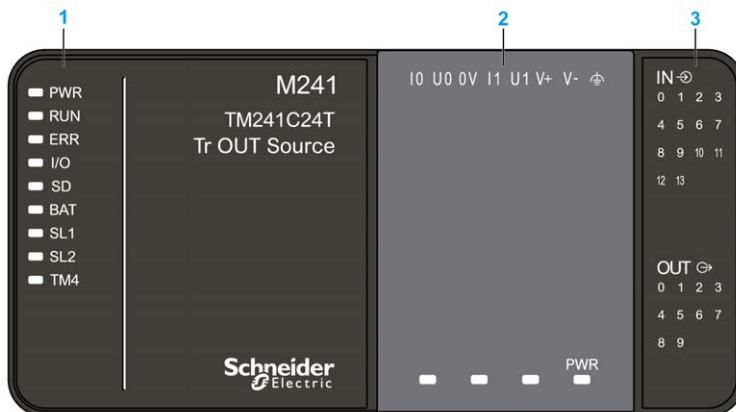 1
2
3
PWR
RUN
ERR
I/O
SD
BAT
SL1
SL2
TM4
M241
TM241C24T
Tr OUT Source
Schneider
Electric
I0 U0 0V I1 U1 V+ V-
PWR
IN
0 1 2 3
4 5 6 7
8 9 10 11
12 13
OUT
0 1 2 3
4 5 6 7
8 9